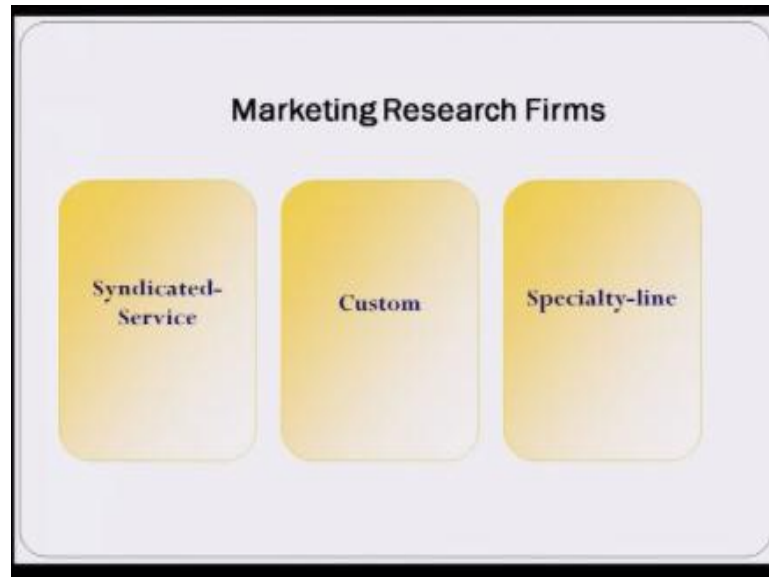 Marketing Research Firms
Syndicated-
Service
Custom
Specialty-line